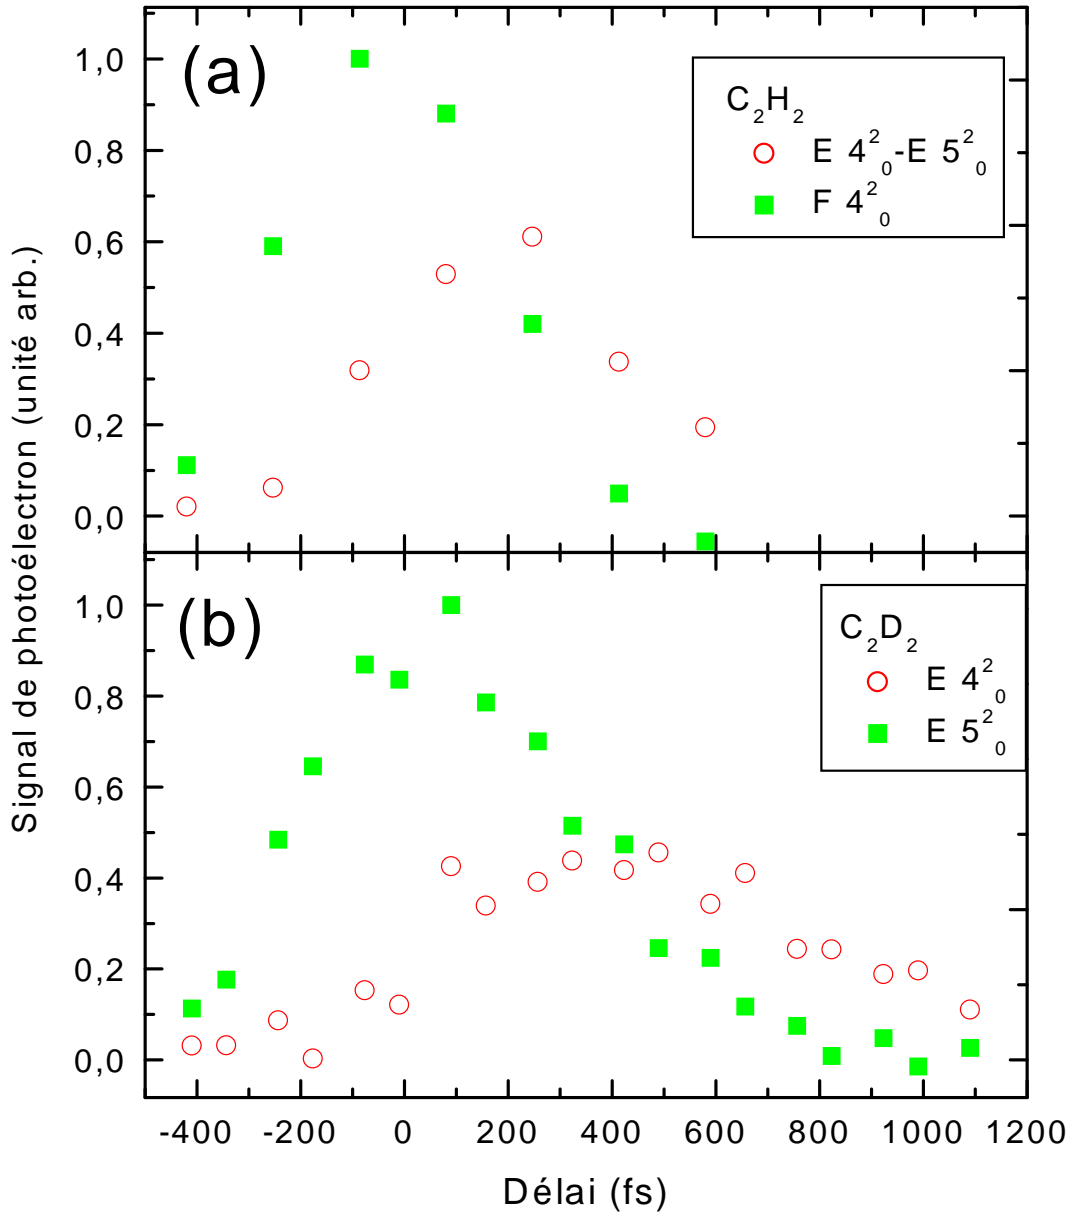 (a)
C₂H₂
E 4²₀-E 5²₀
F 4²₀
1,0
0,8
0,6
0,4
0,2
0,0
Signal de photoélectron (unité arb.)
(b)
C₂D₂
E 4²₀
E 5²₀
1,0
0,8
0,6
0,4
0,2
0,0
-400 -200 0 200 400 600 800 1000 1200
Délai (fs)